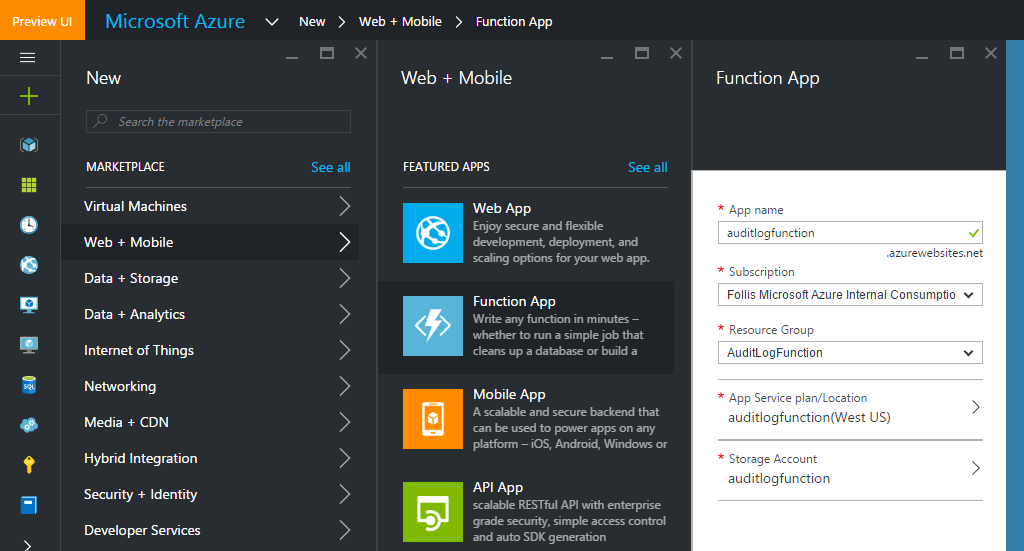 Preview UI
Microsoft Azure
New
Web + Mobile
Function App
New
Search the marketplace
MARKETPLACE
See all
Virtual Machines
Web + Mobile
Data + Storage
Data + Analytics
Internet of Things
Networking
Media + CDN
Hybrid Integration
Security + Identity
Developer Services
SQL
Web + Mobile
FEATURED APPS
See all
Web App
Enjoy secure and flexible
development, deployment, and
scaling options for your web app.
Function App
Write any function in minutes –
whether to run a simple job that
cleans up a database or build a
Mobile App
A scalable and secure backend that
can be used to power apps on any
platform – iOS, Android, Windows or
API App
scalable RESTful API with enterprise
grade security, simple access control
and auto SDK generation
Function App
* App name
auditlogfunction
.azurewebsites.net
* Subscription
Follis Microsoft Azure Internal Consumptio
* Resource Group
AuditLogFunction
* App Service plan/Location
auditlogfunction(West US)
* Storage Account
auditlogfunction